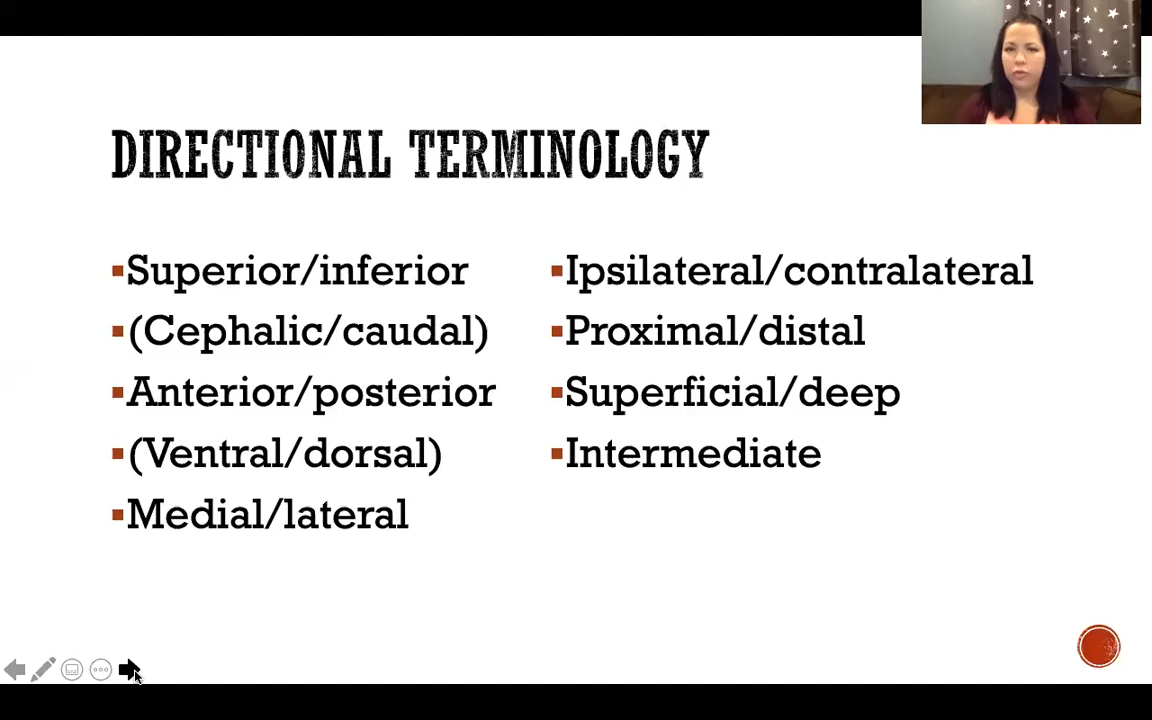 DIRECTIONAL TERMINOLOGY
▪Superior/inferior
▪(Cephalic/caudal)
▪Anterior/posterior
▪(Ventral/dorsal)
▪Medial/lateral
▪Ipsilateral/contralateral
▪Proximal/distal
▪Superficial/deep
▪Intermediate